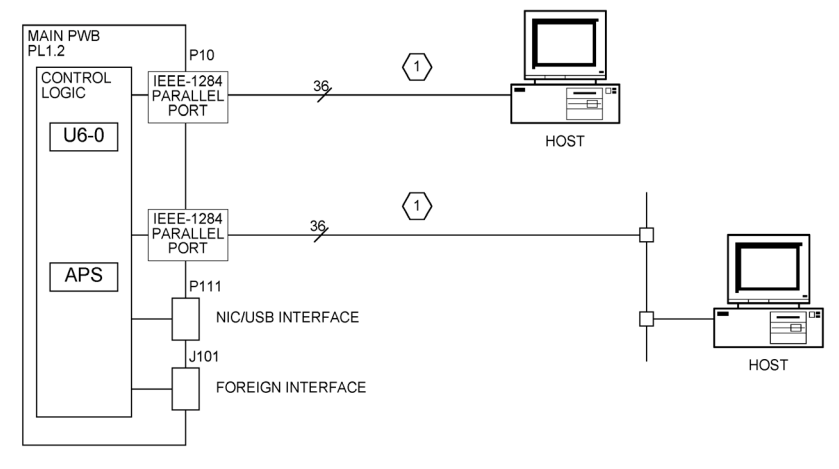 MAIN PWB
PL1.2
P10
CONTROL
LOGIC
IEEE-1284
PARALLEL
PORT
36
1
HOST
U6-0
IEEE-1284
PARALLEL
PORT
36
1
APS
P111
NIC/USB INTERFACE
J101
FOREIGN INTERFACE
HOST